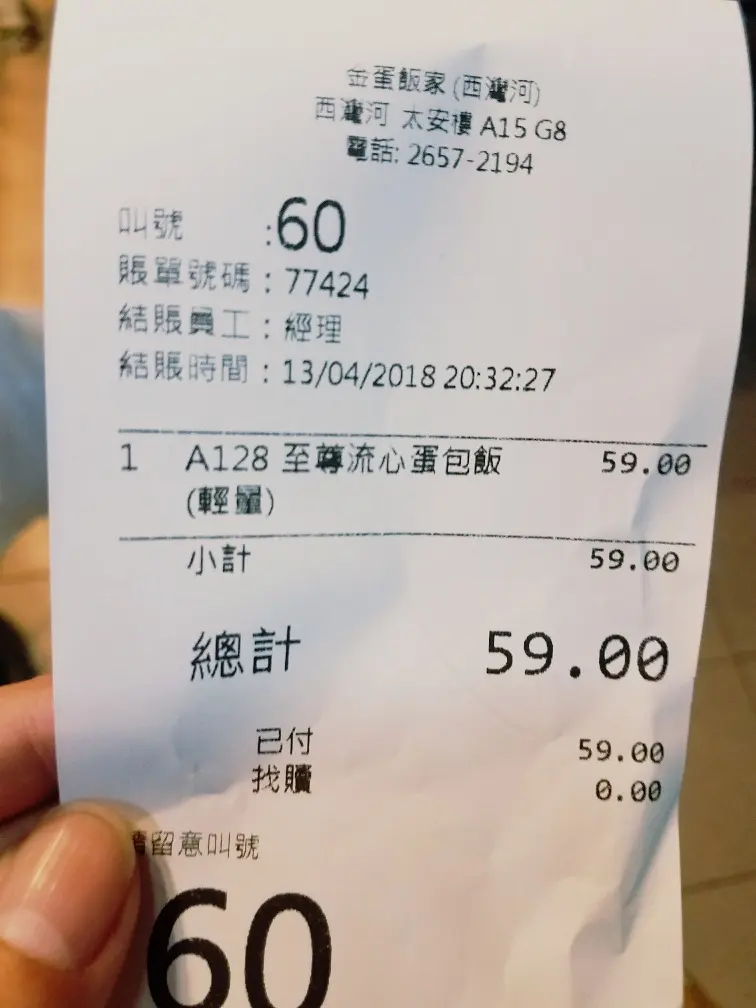 金蛋飯家 (西灣河)
西灣河 太安樓 A15 G8
電話: 2657-2194
叫號 :60
賬單號碼 : 77424
結賬員工 : 經理
結賬時間 : 13/04/2018 20:32:27
1 A128 至尊流心蛋包飯 59.00
(輕量)
小計 59.00
總計 59.00
已付 59.00
找贖 0.00
請留意叫號
60